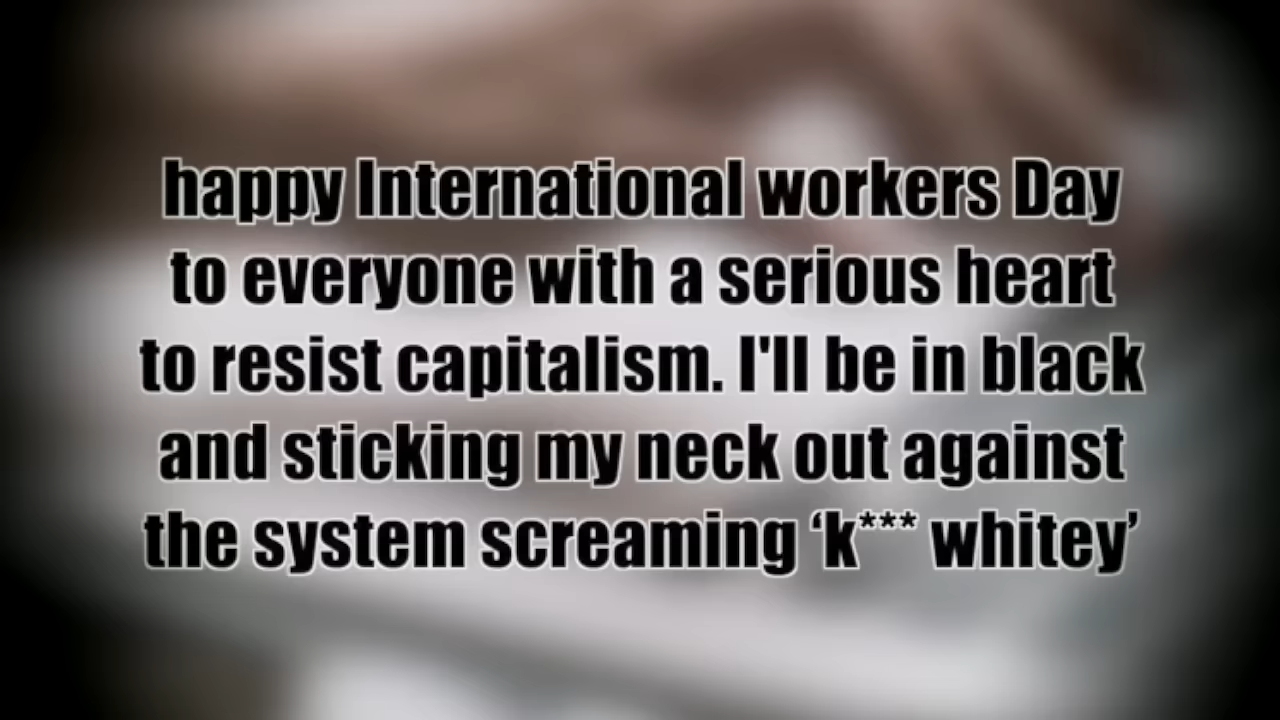 happy International workers Day
to everyone with a serious heart
to resist capitalism. I'll be in black
and sticking my neck out against
the system screaming ‘k*** whitey’